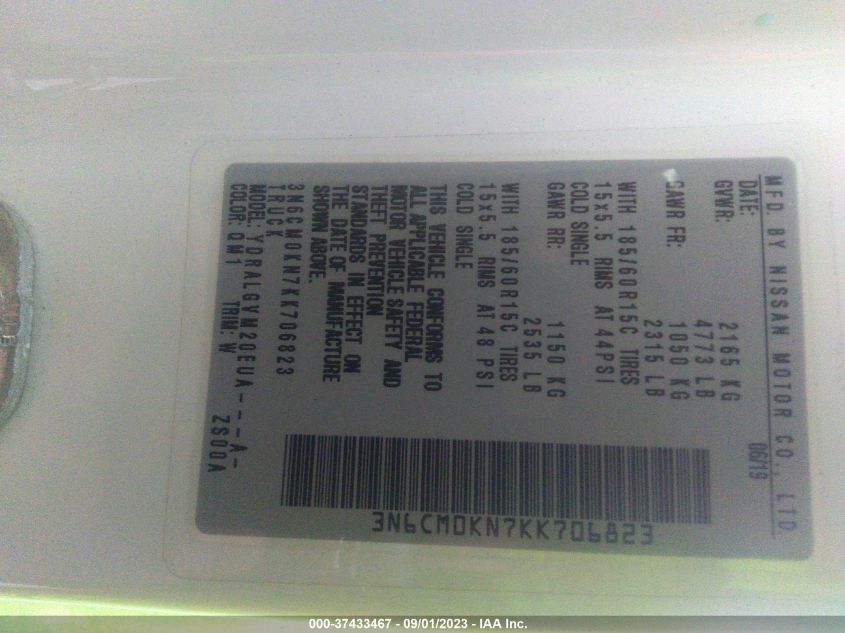 MFD. BY NISSAN MOTOR CO., LTD.
DATE: 06/19
GVWR: 2165 KG
4773 LB
GAWR FR: 1050 KG
2315 LB
WITH 185/60R15C TIRES
15x5.5 RIMS AT 44PSI
COLD SINGLE
GAWR RR: 1150 KG
2535 LB
WITH 185/60R15C TIRES
15x5.5 RIMS AT 48 PSI
COLD SINGLE
THIS VEHICLE CONFORMS TO
ALL APPLICABLE FEDERAL
MOTOR VEHICLE SAFETY AND
THEFT PREVENTION
STANDARDS IN EFFECT ON
THE DATE OF MANUFACTURE
SHOWN ABOVE.
3N6CM0KN7KK706823
TRUCK
MODEL: YDRALGVM20EUA---A-
COLOR: QM1 TRIM: W ZS00A
3N6CM0KN7KK706823
000-37433467 - 09/01/2023 - IAA Inc.